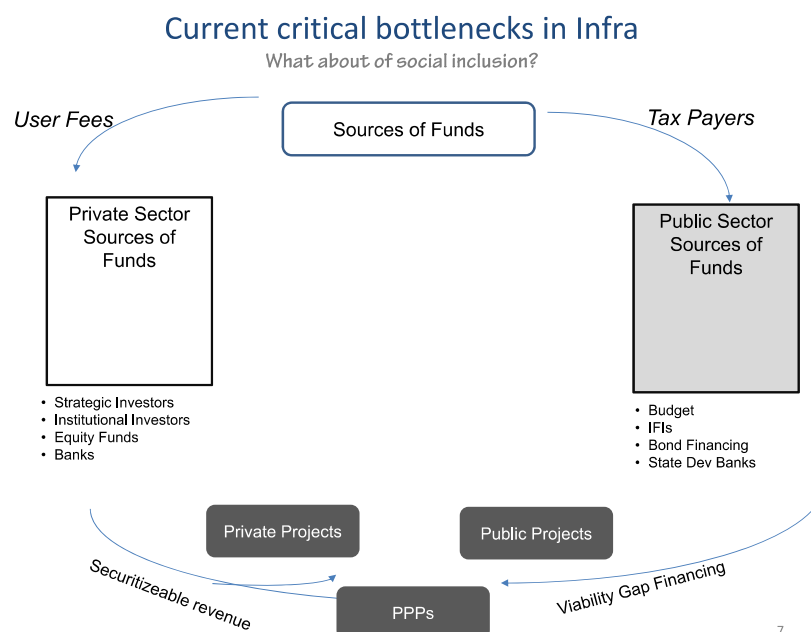 Current critical bottlenecks in Infra
What about of social inclusion?
User Fees
Sources of Funds
Tax Payers
Private Sector
Sources of
Funds
Public Sector
Sources of
Funds
• Strategic Investors
• Institutional Investors
• Equity Funds
• Banks
• Budget
• IFIs
• Bond Financing
• State Dev Banks
Private Projects
Public Projects
Securitizeable revenue
Viability Gap Financing
PPPs
7